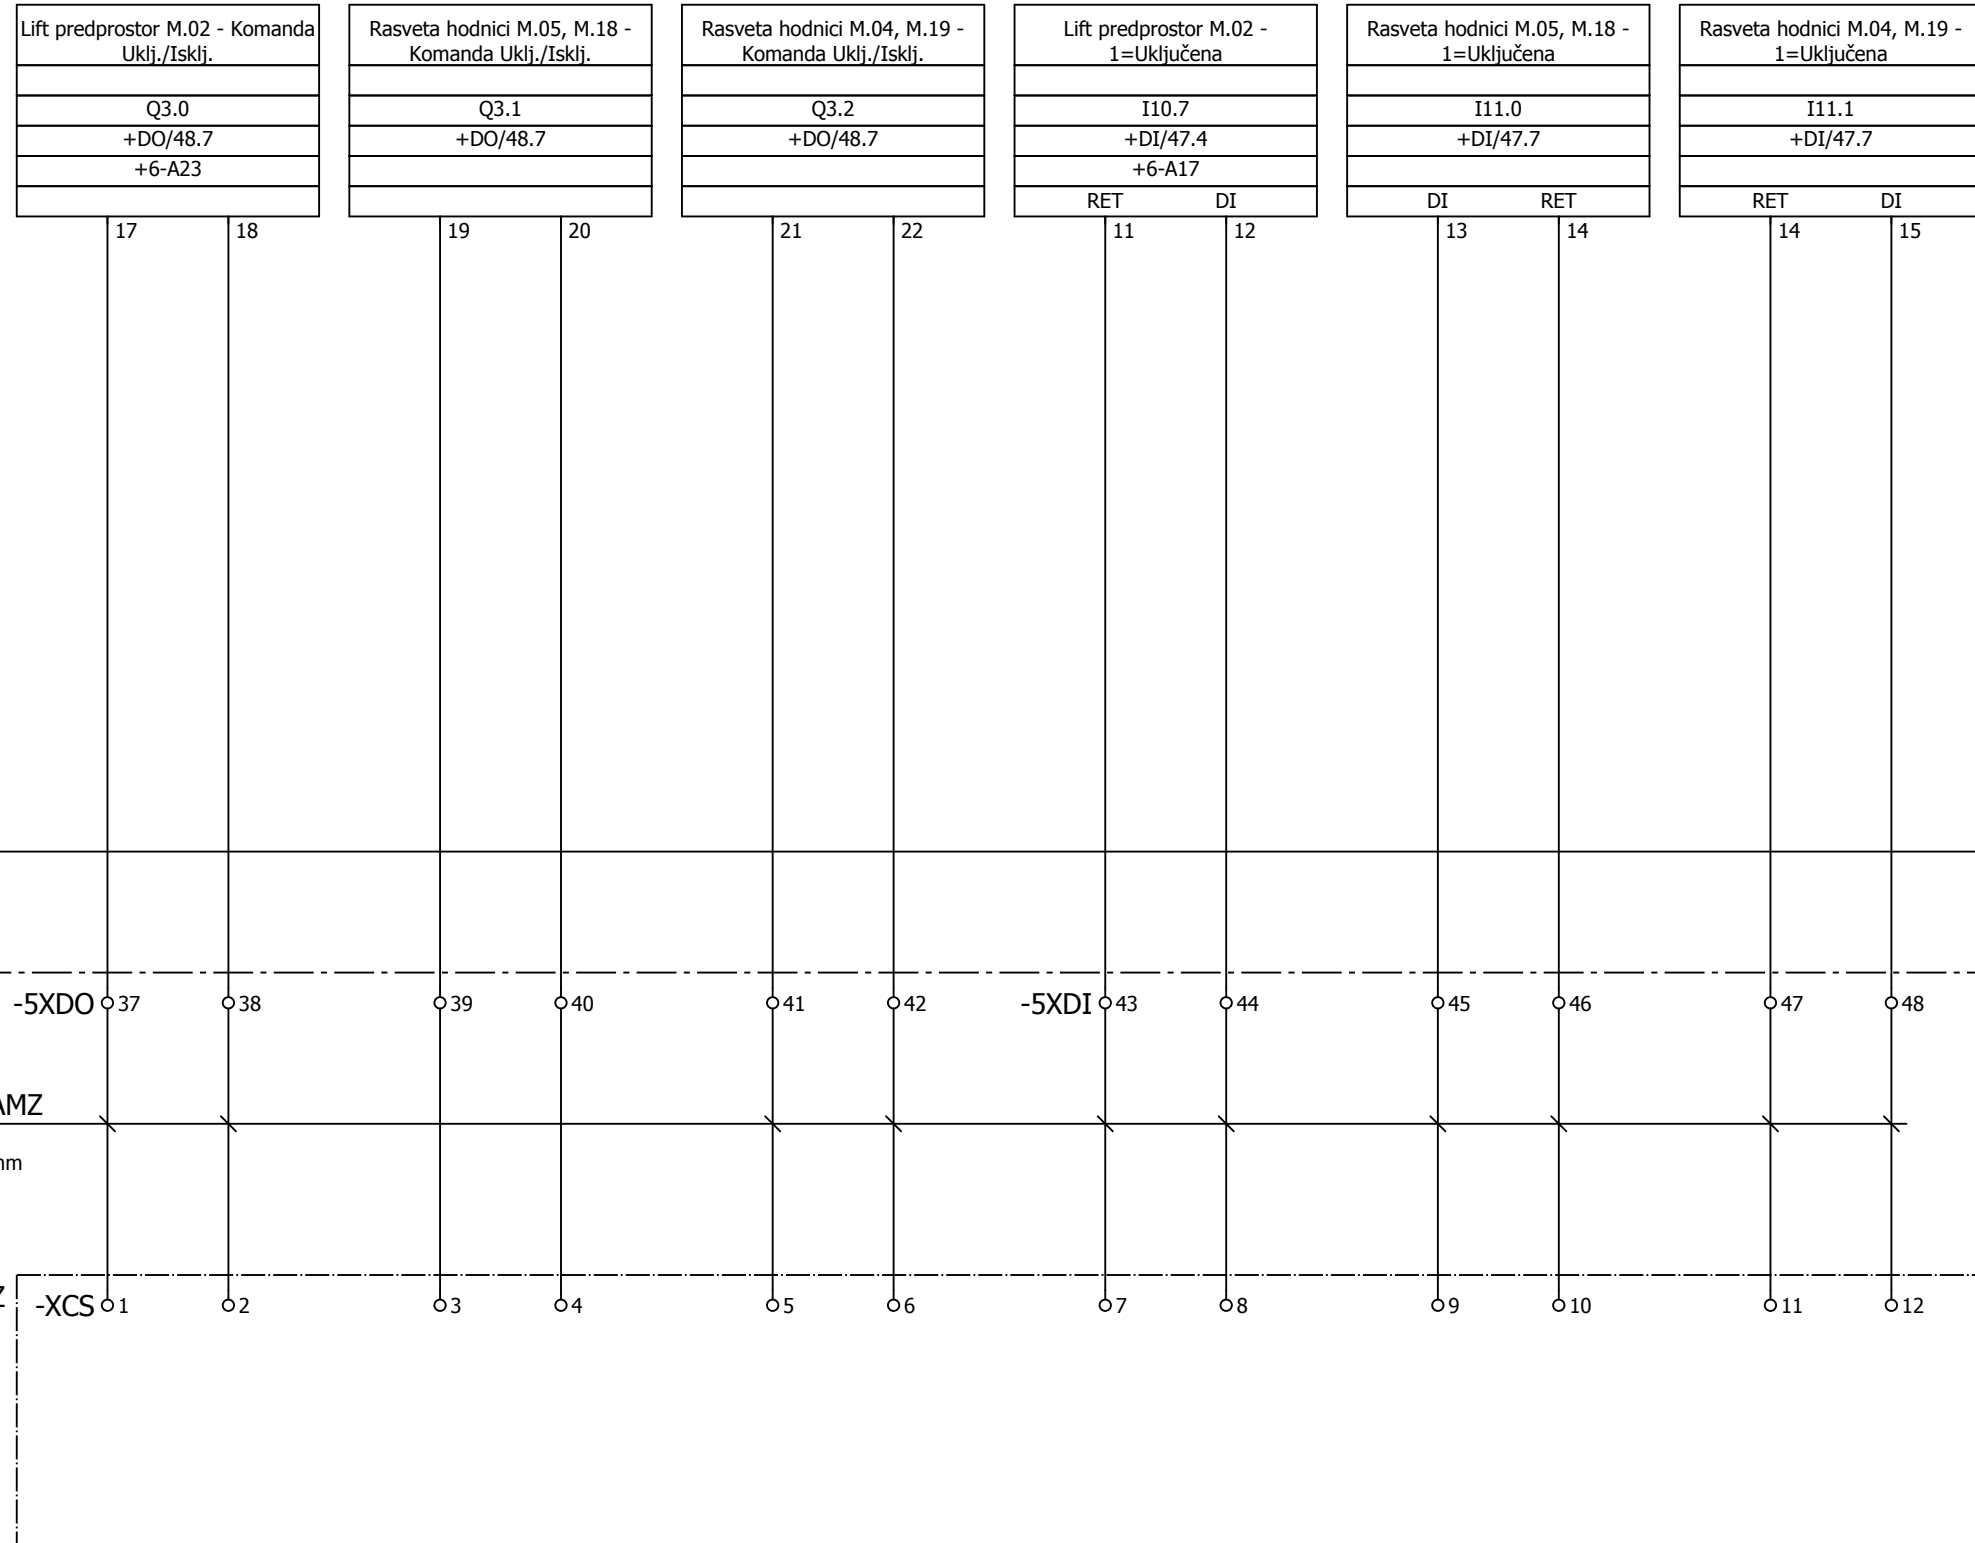 Lift predprostor M.02 - Komanda
Uklj./Isklj.
Q3.0
+DO/48.7
+6-A23
Rasveta hodnici M.05, M.18 -
Komanda Uklj./Isklj.
Q3.1
+DO/48.7
Rasveta hodnici M.04, M.19 -
Komanda Uklj./Isklj.
Q3.2
+DO/48.7
Lift predprostor M.02 -
1=Uključena
I10.7
+DI/47.4
+6-A17
RET DI
Rasveta hodnici M.05, M.18 -
1=Uključena
I11.0
+DI/47.7
DI RET
Rasveta hodnici M.04, M.19 -
1=Uključena
I11.1
+DI/47.7
RET DI
17 18 19 20 21 22 11 12 13 14 14 15
-5XDO 37 38 39 40 41 42 -5XDI 43 44 45 46 47 48
AMZ
mm
Z -XCS 1 2 3 4 5 6 7 8 9 10 11 12